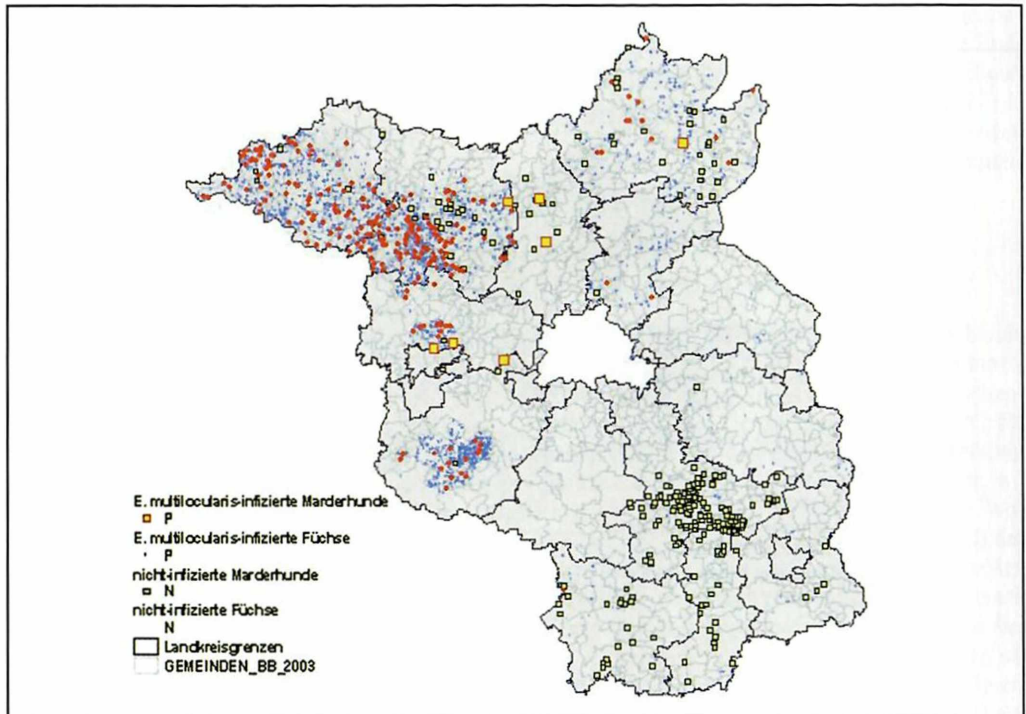 E. multilocularis-infizierte Marderhunde
P
E. multilocularis-infizierte Füchse
P
nicht-infizierte Marderhunde
N
nicht-infizierte Füchse
N
Landkreisgrenzen
GEMEINDEN_BB_2003